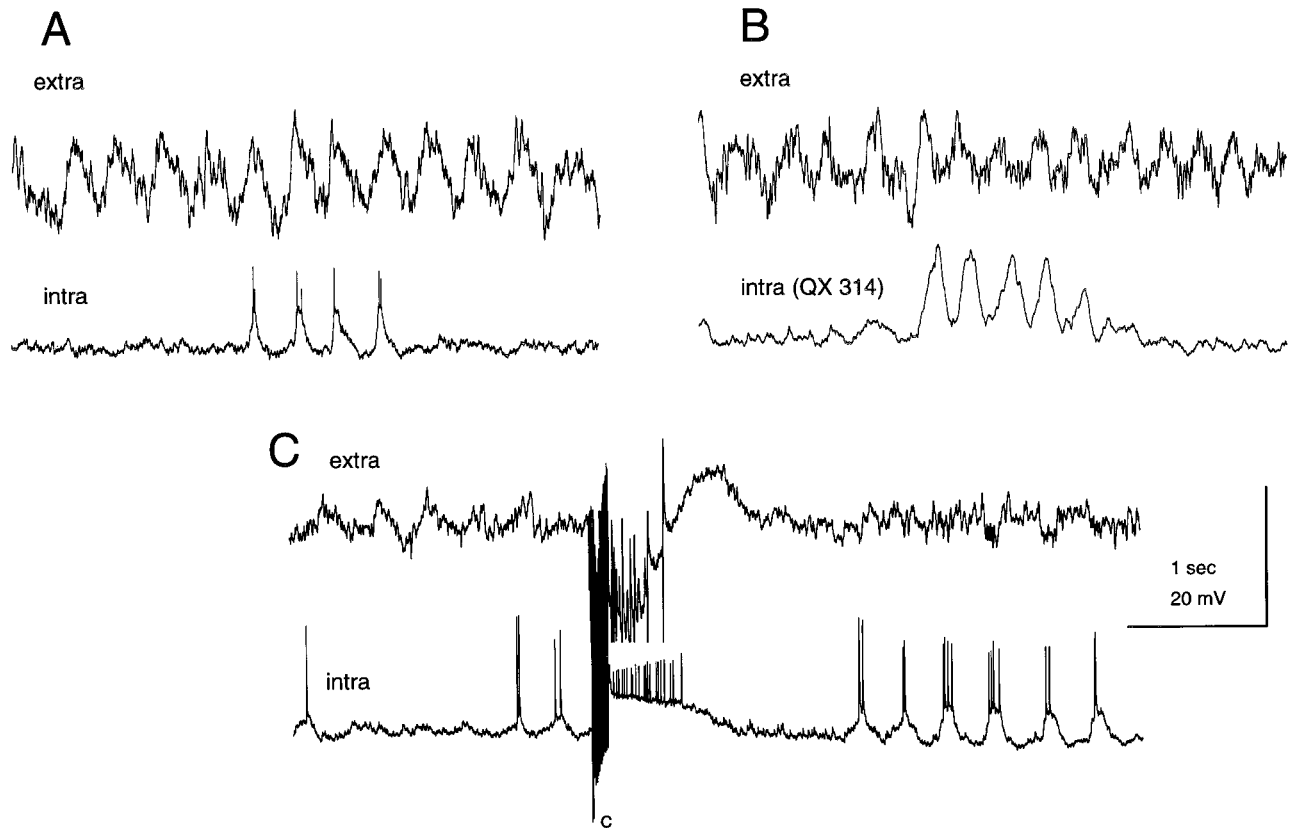 A
extra
intra
B
extra
intra (QX 314)
C
extra
intra
1 sec
20 mV
c